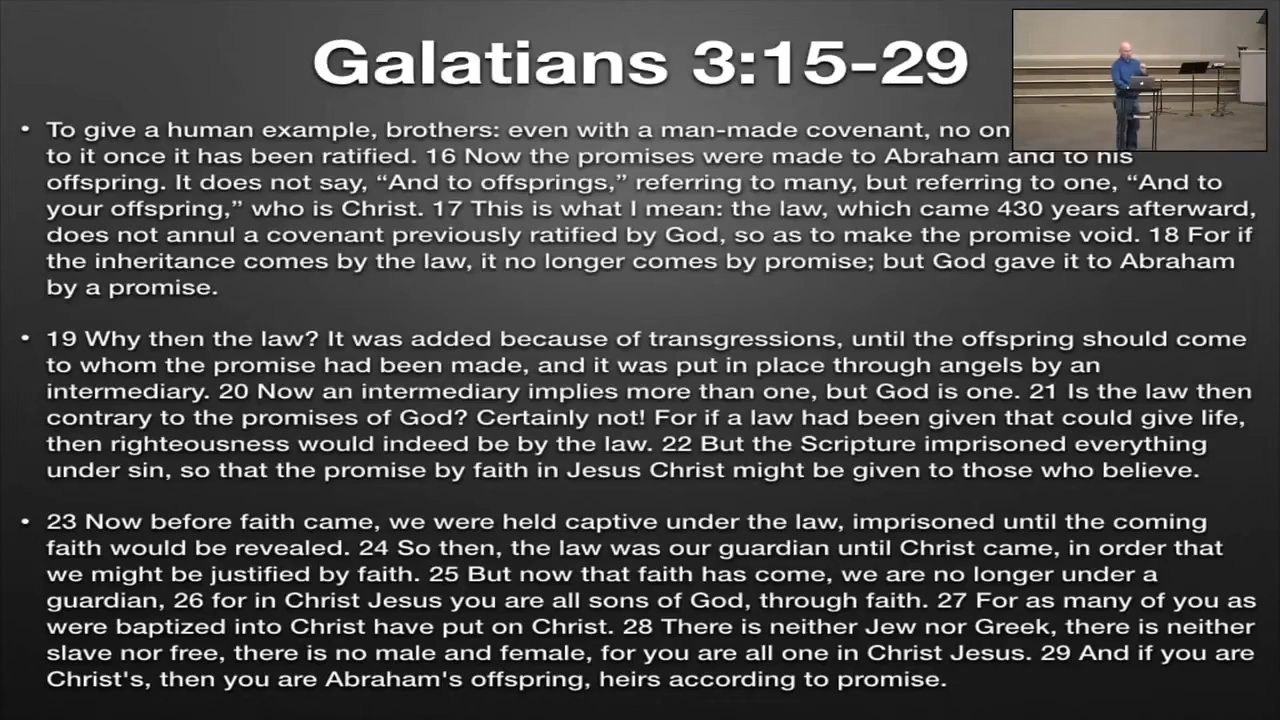 Galatians 3:15-29
• To give a human example, brothers: even with a man-made covenant, no
to it once it has been ratified. 16 Now the promises were made to Abraham and to his
offspring. It does not say, “And to offsprings,” referring to many, but referring to one, “And to
your offspring,” who is Christ. 17 This is what I mean: the law, which came 430 years afterward,
does not annul a covenant previously ratified by God, so as to make the promise void. 18 For if
the inheritance comes by the law, it no longer comes by promise; but God gave it to Abraham
by a promise.
• 19 Why then the law? It was added because of transgressions, until the offspring should come
to whom the promise had been made, and it was put in place through angels by an
intermediary. 20 Now an intermediary implies more than one, but God is one. 21 Is the law then
contrary to the promises of God? Certainly not! For if a law had been given that could give life,
then righteousness would indeed be by the law. 22 But the Scripture imprisoned everything
under sin, so that the promise by faith in Jesus Christ might be given to those who believe.
• 23 Now before faith came, we were held captive under the law, imprisoned until the coming
faith would be revealed. 24 So then, the law was our guardian until Christ came, in order that
we might be justified by faith. 25 But now that faith has come, we are no longer under a
guardian, 26 for in Christ Jesus you are all sons of God, through faith. 27 For as many of you as
were baptized into Christ have put on Christ. 28 There is neither Jew nor Greek, there is neither
slave nor free, there is no male and female, for you are all one in Christ Jesus. 29 And if you are
Christ's, then you are Abraham's offspring, heirs according to promise.